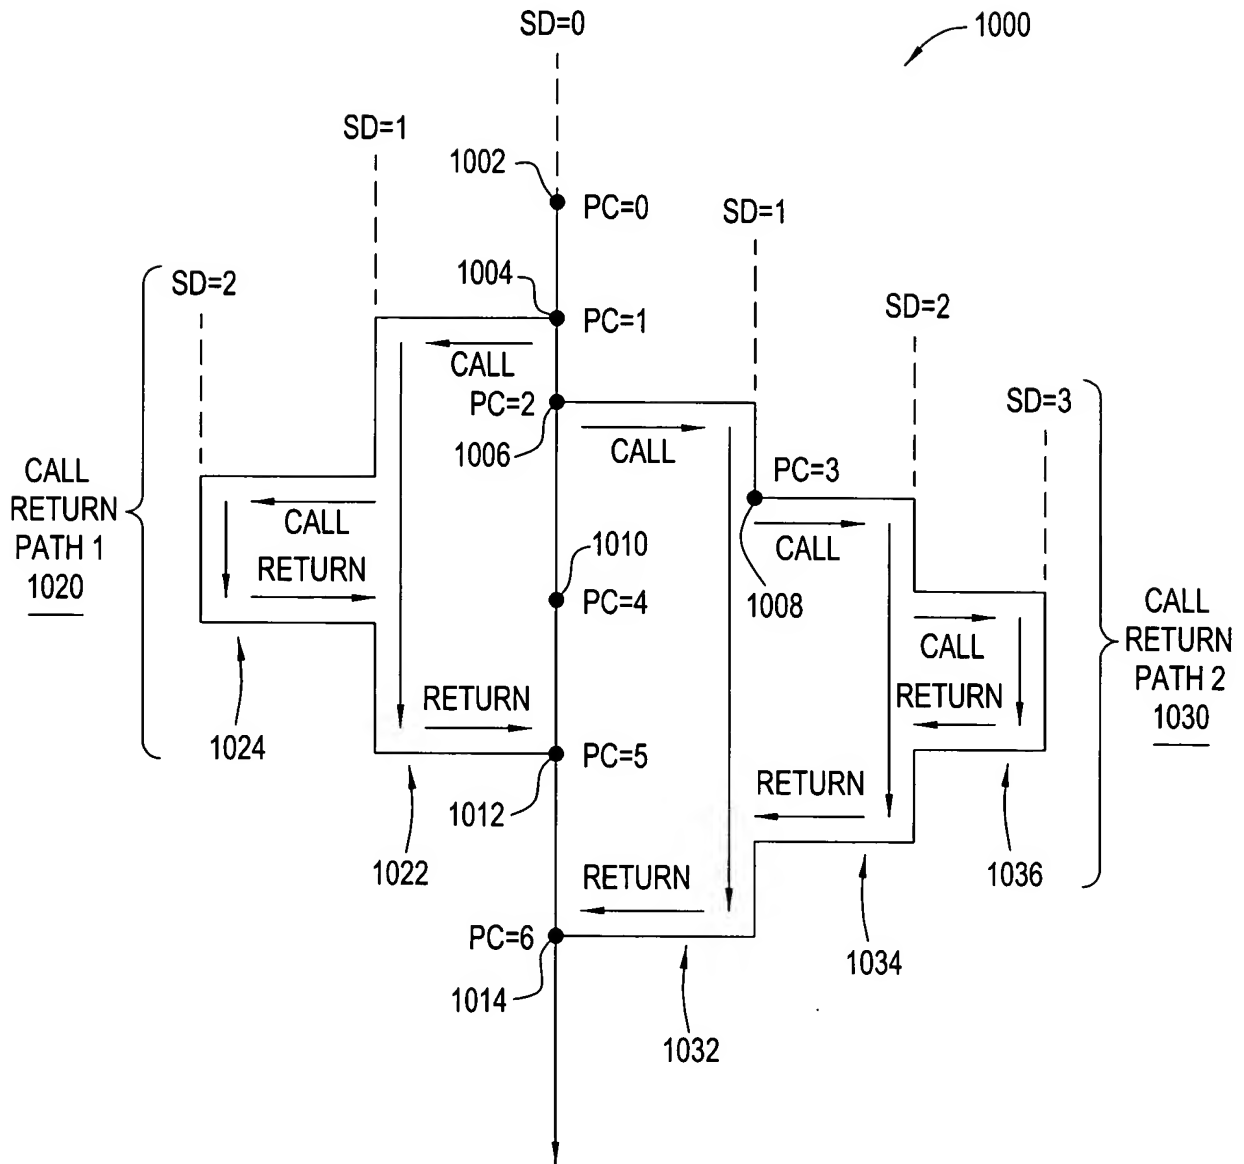 SD=0
1000
SD=1
1002
PC=0
SD=1
SD=2
1004
PC=1
SD=2
CALL
PC=2
SD=3
1006
CALL
PC=3
CALL
RETURN
PATH 1
1020
CALL
CALL
1010
RETURN
PC=4
1008
CALL
RETURN
PATH 2
1030
CALL
RETURN
RETURN
1024
PC=5
RETURN
1012
1022
RETURN
1036
PC=6
1034
1014
1032